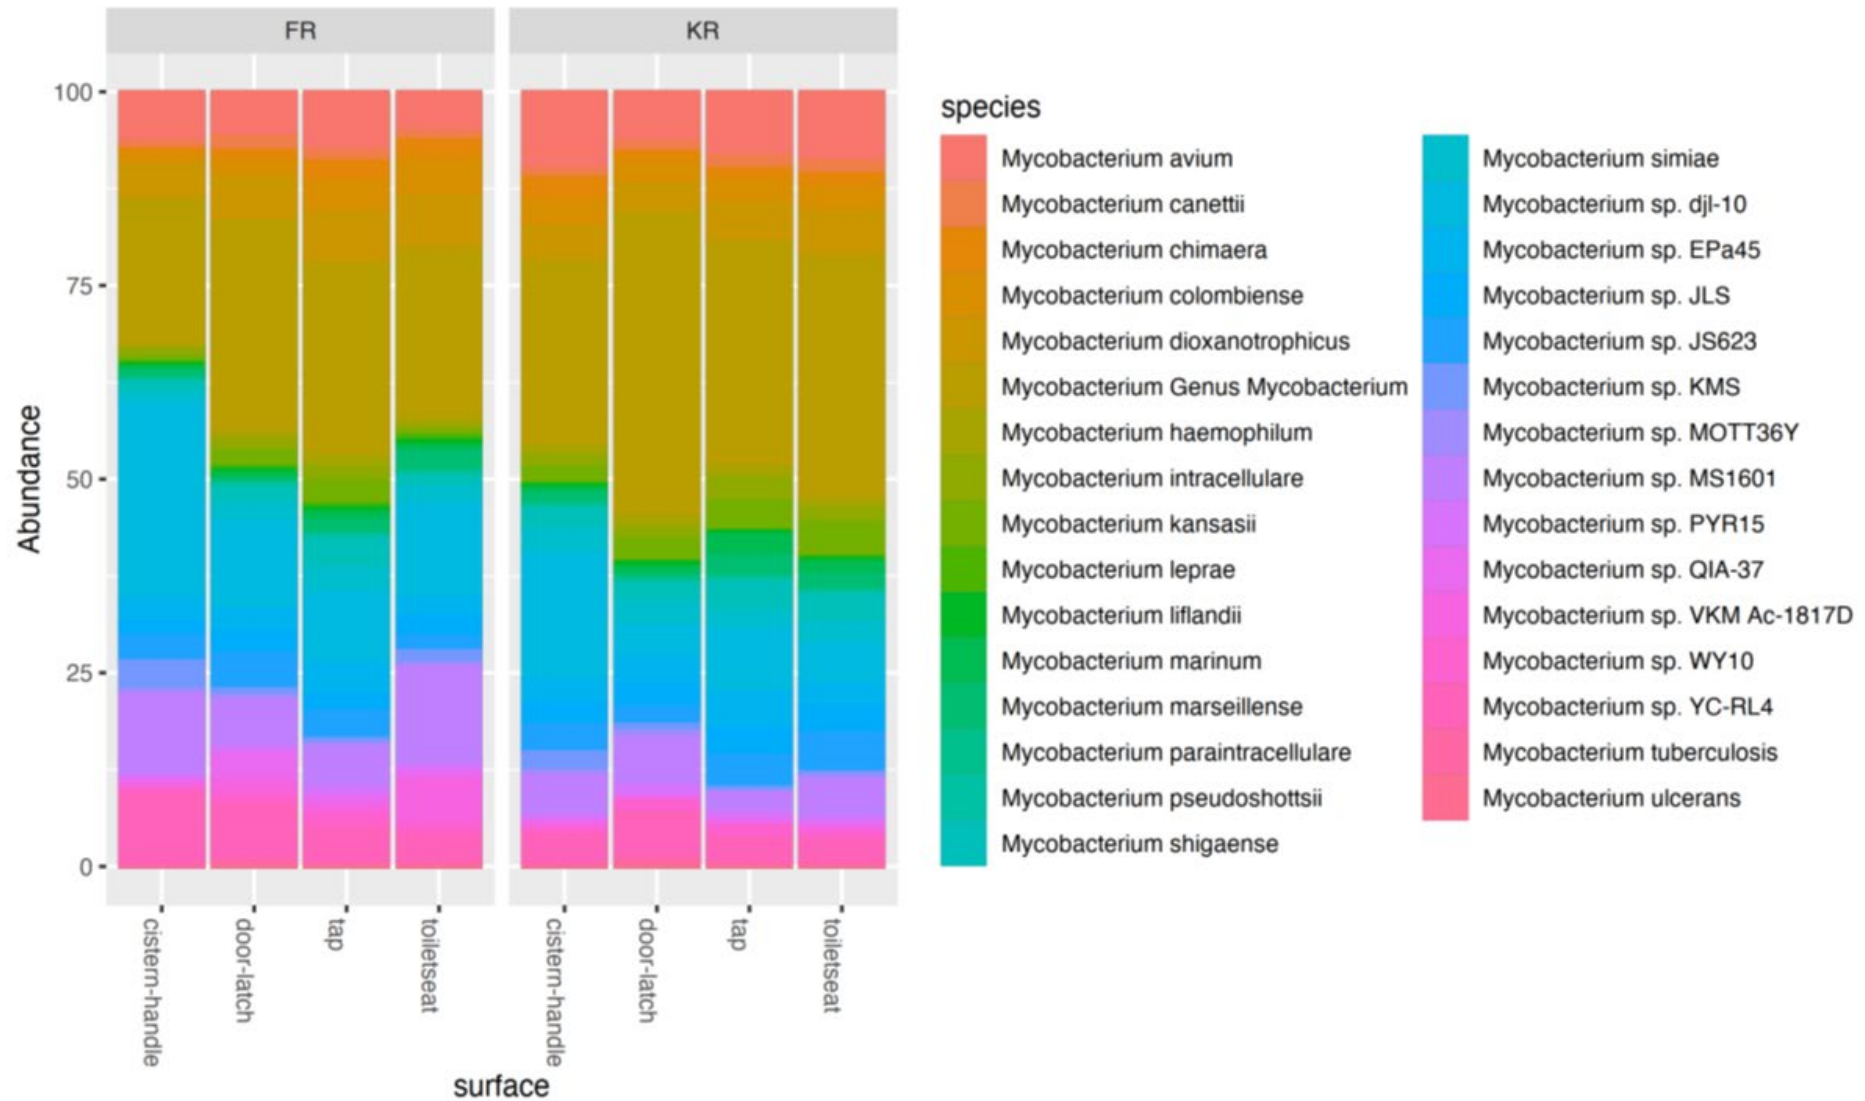 FR
KR
100
75
50
25
0
Abundance
cistern-handle
door-latch
tap
toiletseat
cistern-handle
door-latch
tap
toiletseat
surface
species
Mycobacterium avium
Mycobacterium canettii
Mycobacterium chimaera
Mycobacterium colombiense
Mycobacterium dioxanotrophicus
Mycobacterium Genus Mycobacterium
Mycobacterium haemophilum
Mycobacterium intracellulare
Mycobacterium kansasii
Mycobacterium leprae
Mycobacterium liflandii
Mycobacterium marinum
Mycobacterium marseillense
Mycobacterium paraintracellulare
Mycobacterium pseudoshottsii
Mycobacterium shigaense
Mycobacterium simiae
Mycobacterium sp. djl-10
Mycobacterium sp. EPa45
Mycobacterium sp. JLS
Mycobacterium sp. JS623
Mycobacterium sp. KMS
Mycobacterium sp. MOTT36Y
Mycobacterium sp. MS1601
Mycobacterium sp. PYR15
Mycobacterium sp. QIA-37
Mycobacterium sp. VKM Ac-1817D
Mycobacterium sp. WY10
Mycobacterium sp. YC-RL4
Mycobacterium tuberculosis
Mycobacterium ulcerans